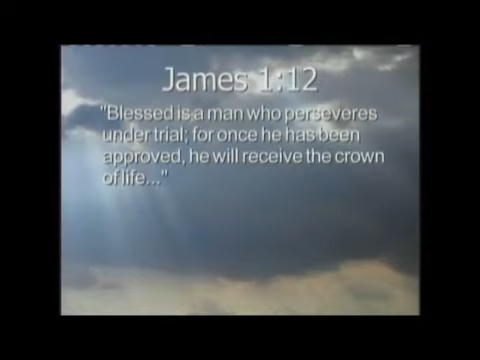 James 1:12
"Blessed is a man who perseveres
under trial; for once he has been
approved, he will receive the crown
of life..."